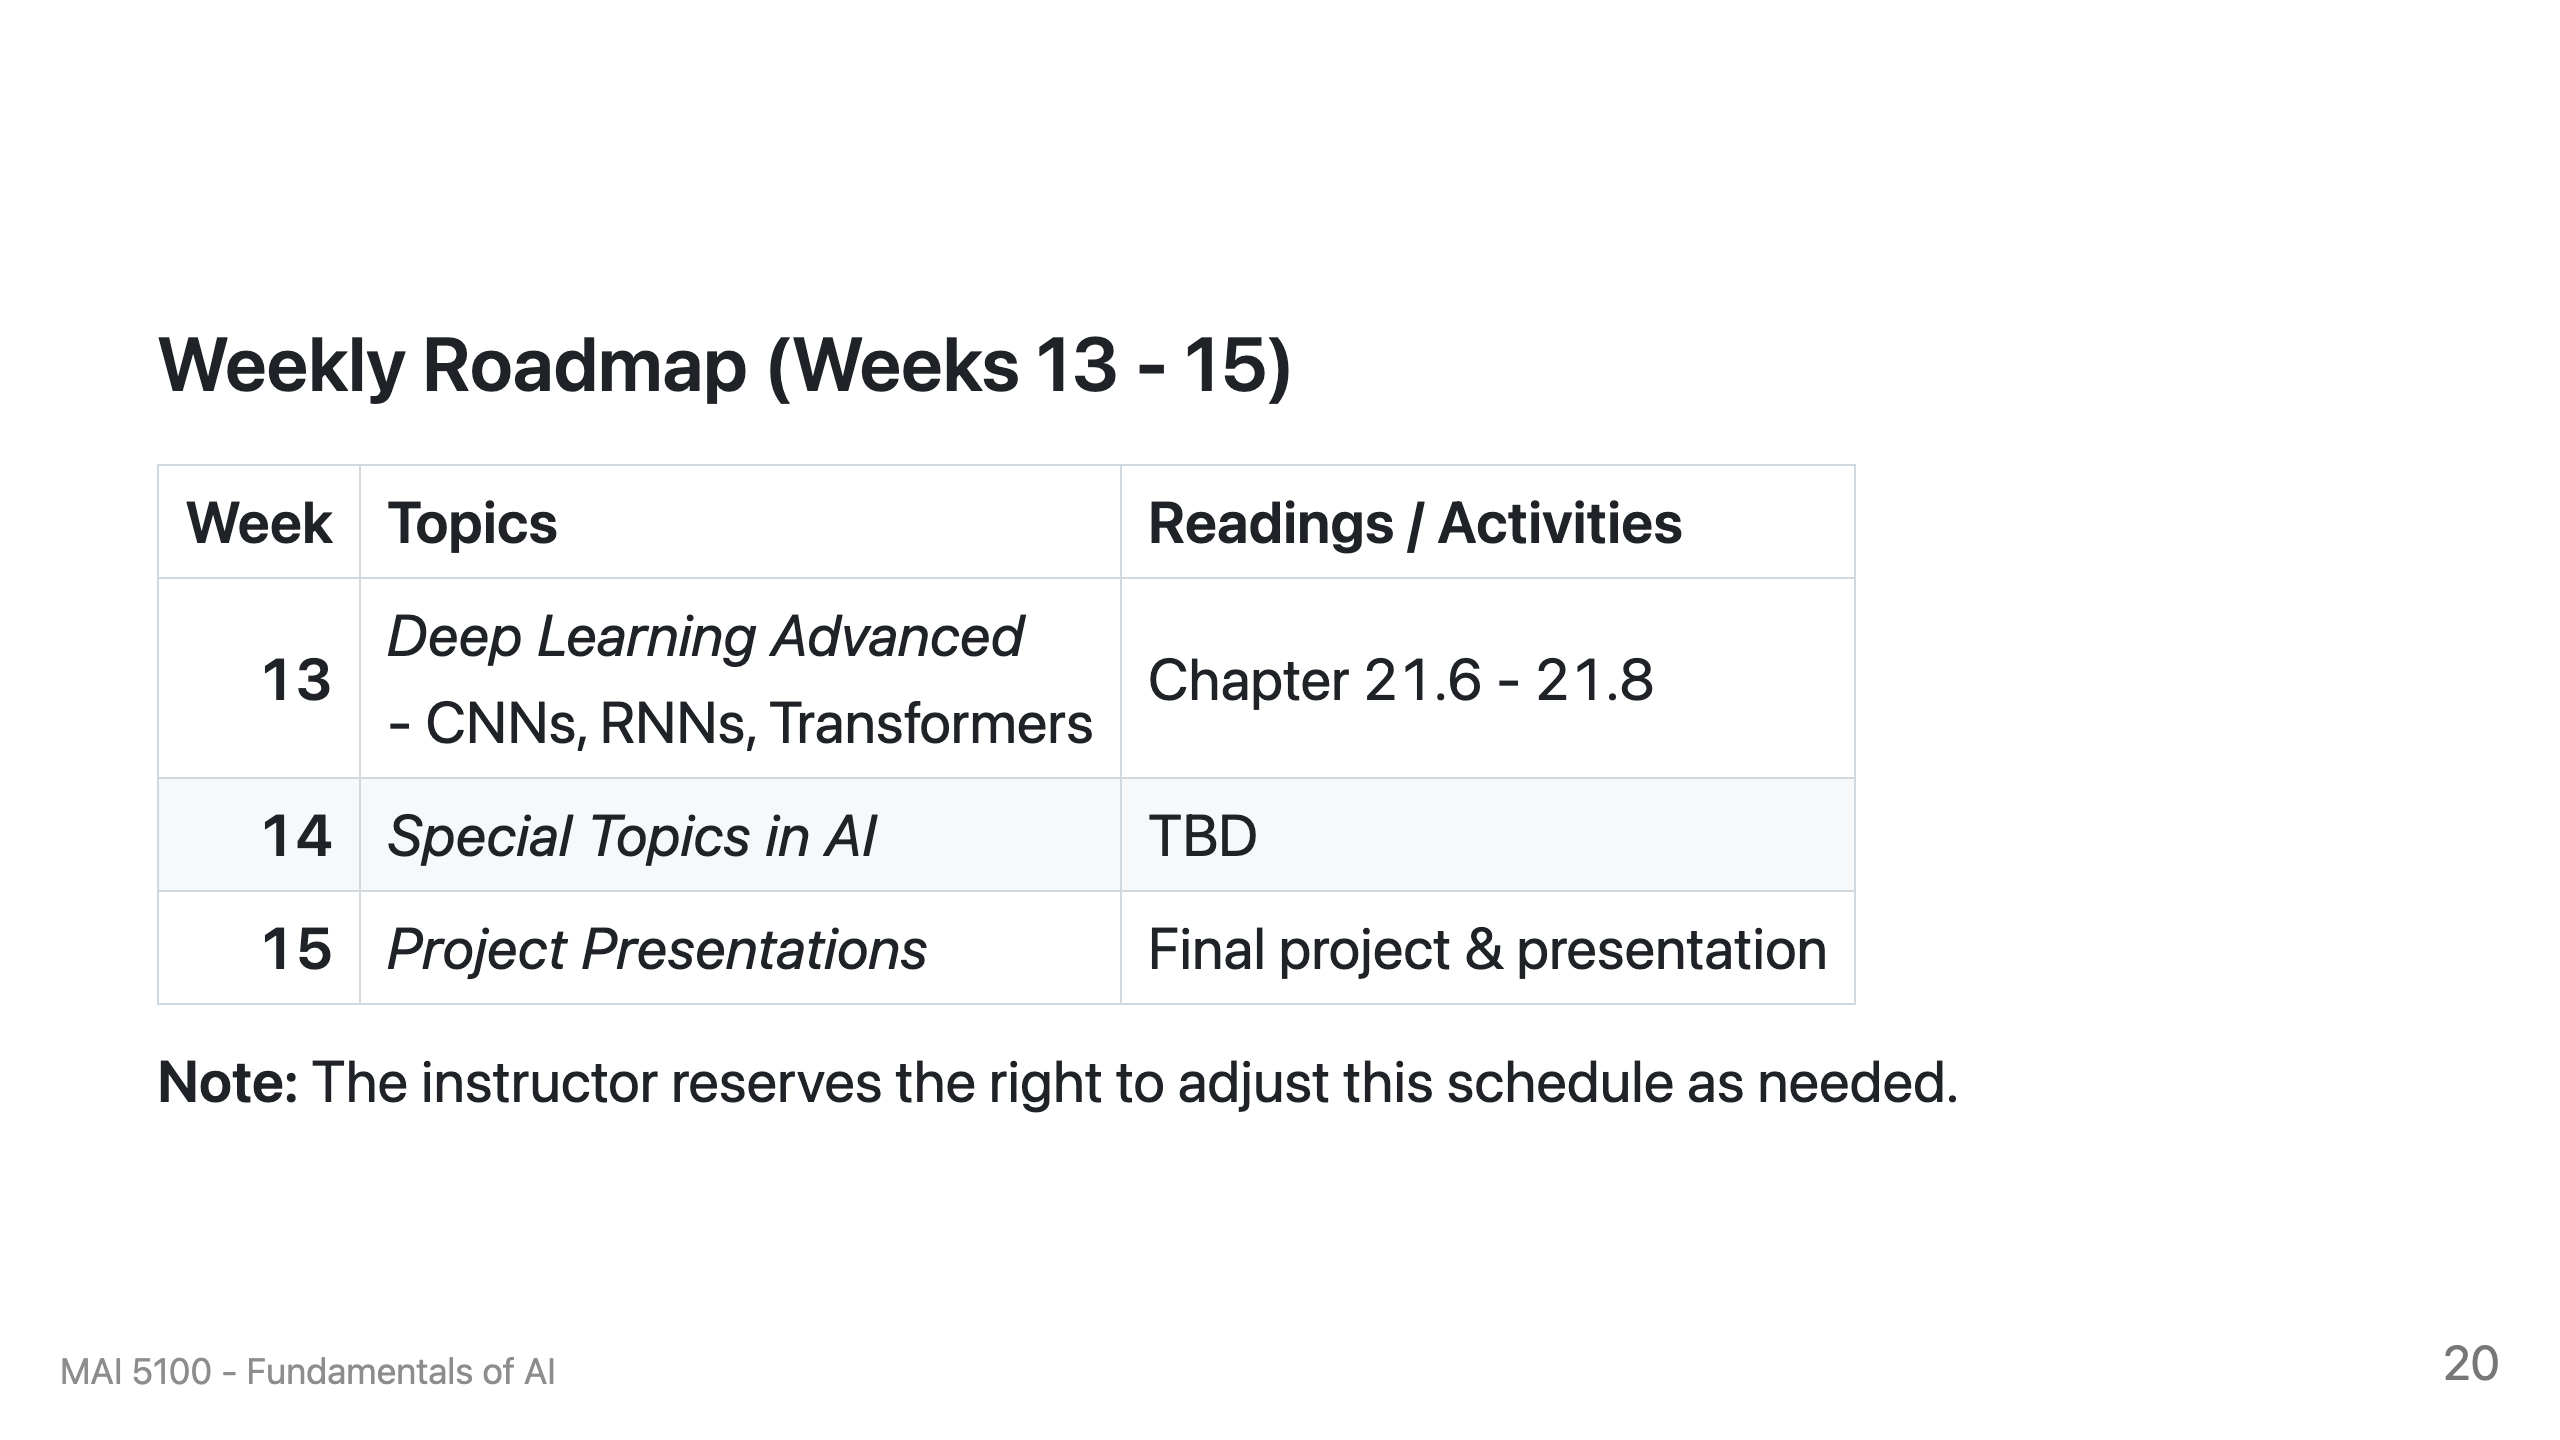 Weekly Roadmap (Weeks 13 - 15)
Week Topics Readings / Activities
13 Deep Learning Advanced Chapter 21.6 - 21.8
- CNNs, RNNs, Transformers
14 Special Topics in AI TBD
15 Project Presentations Final project & presentation
Note: The instructor reserves the right to adjust this schedule as needed.
MAI 5100 - Fundamentals of AI 20